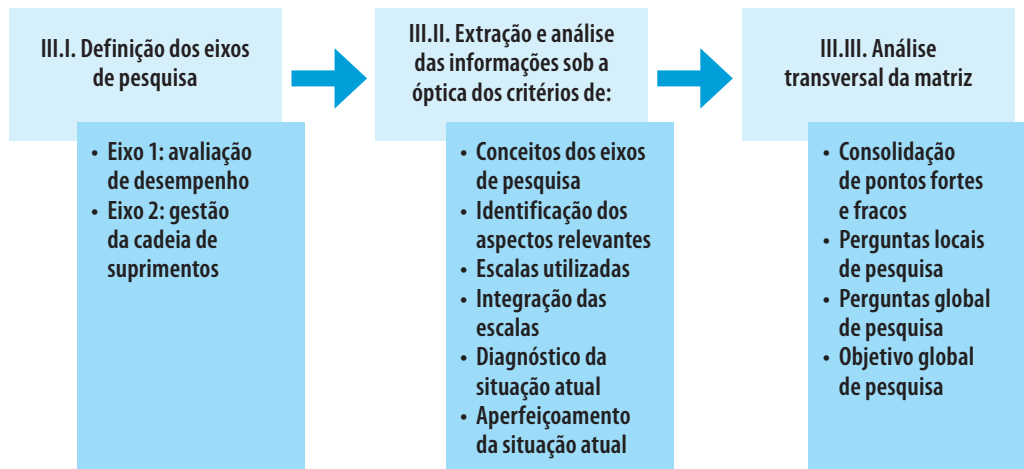 III.I. Definição dos eixos
de pesquisa
• Eixo 1: avaliação
de desempenho
• Eixo 2: gestão
da cadeia de
suprimentos
III.II. Extração e análise
das informações sob a
óptica dos critérios de:
• Conceitos dos eixos
de pesquisa
• Identificação dos
aspectos relevantes
• Escalas utilizadas
• Integração das
escalas
• Diagnóstico da
situação atual
• Aperfeiçoamento
da situação atual
III.III. Análise
transversal da matriz
• Consolidação
de pontos fortes
e fracos
• Perguntas locais
de pesquisa
• Perguntas global
de pesquisa
• Objetivo global
de pesquisa